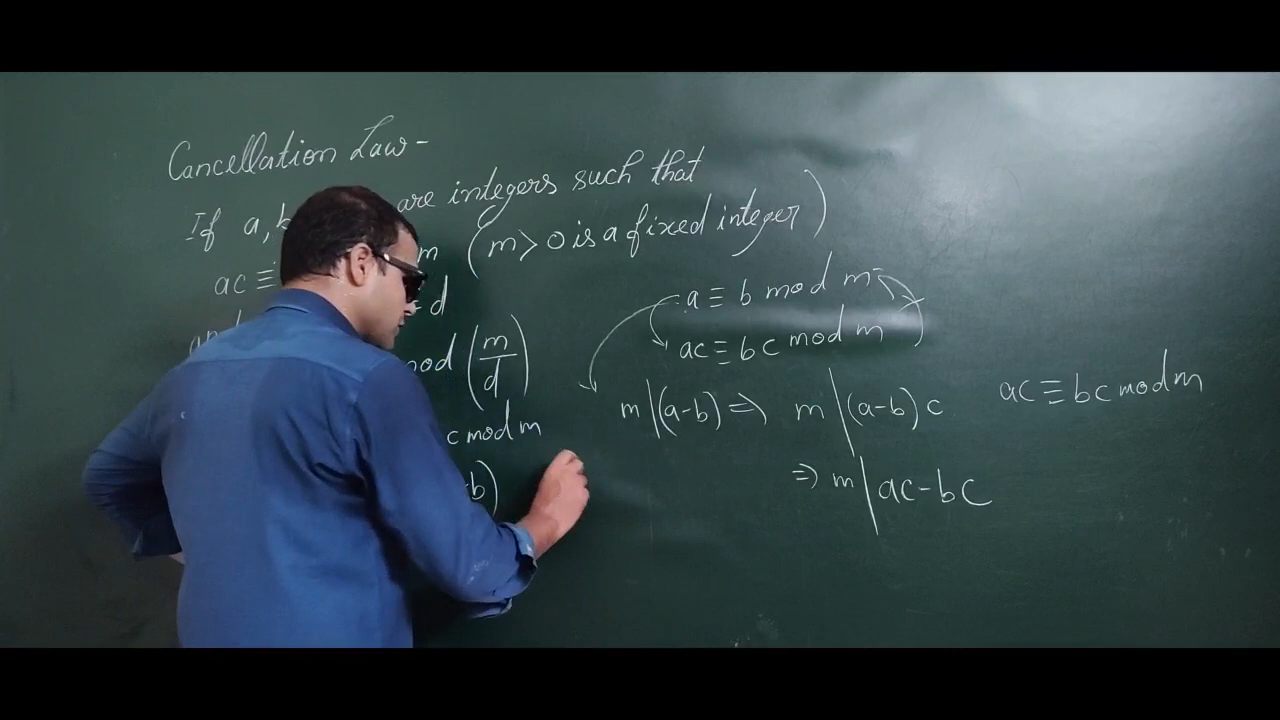 Cancellation Law-
If a, b are integers such that
ac ≡ m (m > 0 is a fixed integer)
d
mod (m/d)
c mod m
b)
a ≡ b mod m
ac ≡ bc mod m
m | (a-b) ⇒ m | (a-b) c
⇒ m | ac-bc
ac ≡ bc mod m